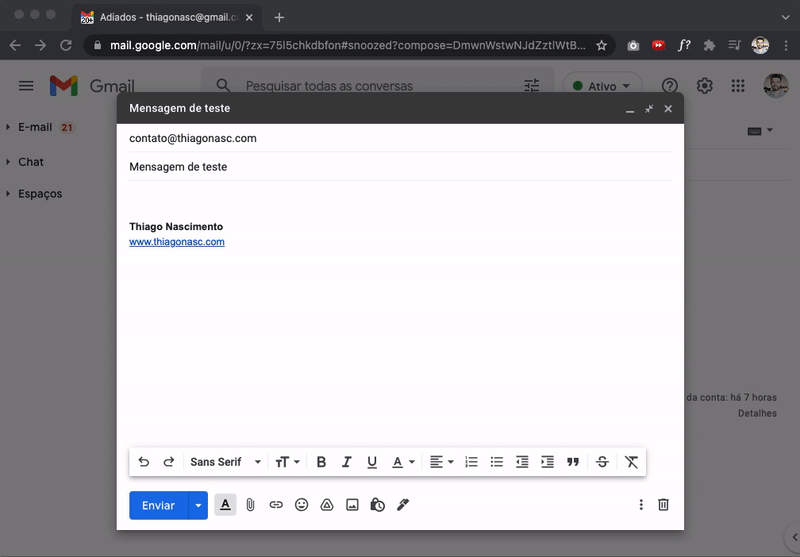 Adiados - thiagonasc@gmail.c
mail.google.com/mail/u/0/?zx=75l5chkdbfon#snoozed?compose=DmwnWstwNJdZztlWtB...
Gmail
Pesquisar todas as conversas
Ativo
E-mail 21
Chat
Espaços
Mensagem de teste
contato@thiagonasc.com
Mensagem de teste
Thiago Nascimento
www.thiagonasc.com
da conta: há 7 horas
Detalhes
Sans Serif
Enviar